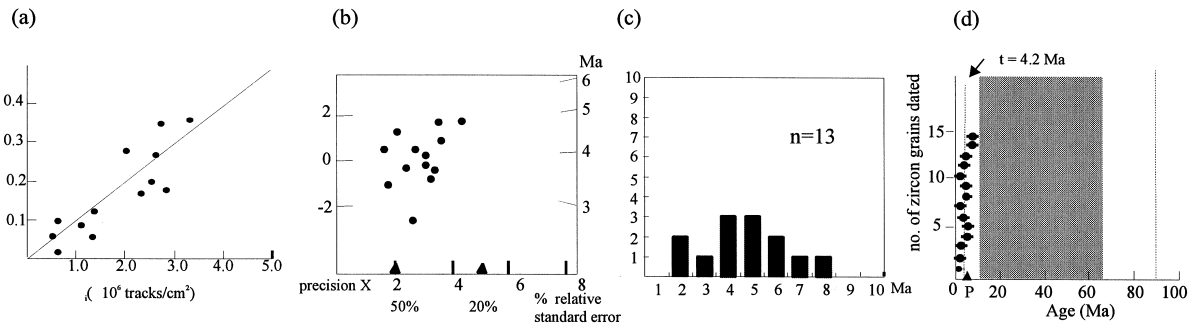 (a)
0.4
0.3
0.2
0.1
1.0 2.0 3.0 4.0 5.0
i( 10⁶ tracks/cm²)
(b)
Ma
6
5
4
3
2
0
-2
precision X 2 4 6 8
50% 20% % relative
standard error
(c)
10
9
8
7
6
5
4
3
2
1
n=13
1 2 3 4 5 6 7 8 9 10 Ma
(d)
t = 4.2 Ma
no. of zircon grains dated
15
10
5
0 P 20 40 60 80 100
Age (Ma)